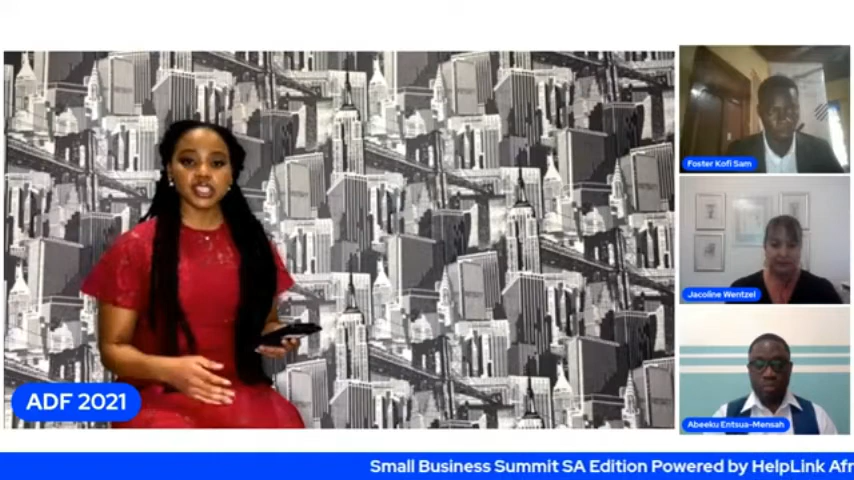 Foster Kofi Sam
Jacoline Wentzel
ADF 2021
Abeeku Entsua-Mensah
Small Business Summit SA Edition Powered by HelpLink Afr